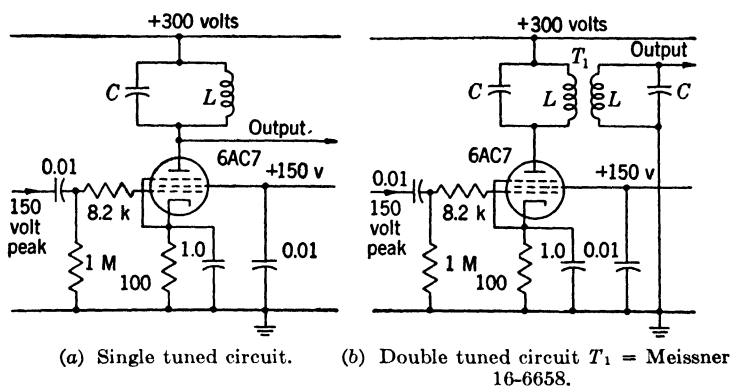 +300 volts
C
L
Output.
6AC7
+150 v
0.01
150
volt
peak
8.2 k
1 M
100
1.0
0.01
(a) Single tuned circuit.
+300 volts
T1
Output
C
L
L
C
6AC7
+150 v
0.01
150
volt
peak
8.2 k
1 M
100
1.0
0.01
(b) Double tuned circuit T1 = Meissner
16-6658.